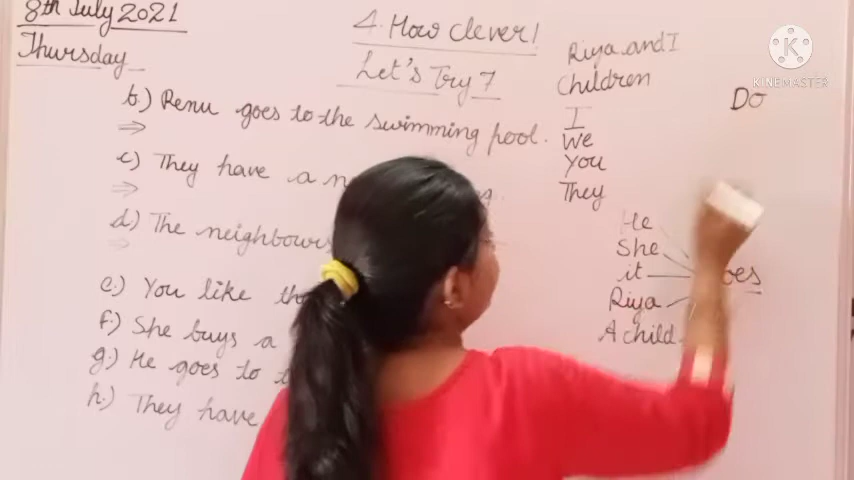 8th July 2021
Thursday
4. How Clever!
Let's Try 7
b.) Renu goes to the swimming pool.
⇒
c.) They have a
⇒
d.) The neighbours
⇒
e.) You like
f.) She buys a
g.) He goes to
h.) They have
Riya and I
Children
I
We
You
They
Do
He
She
it
Riya
A child
KINEMASTER